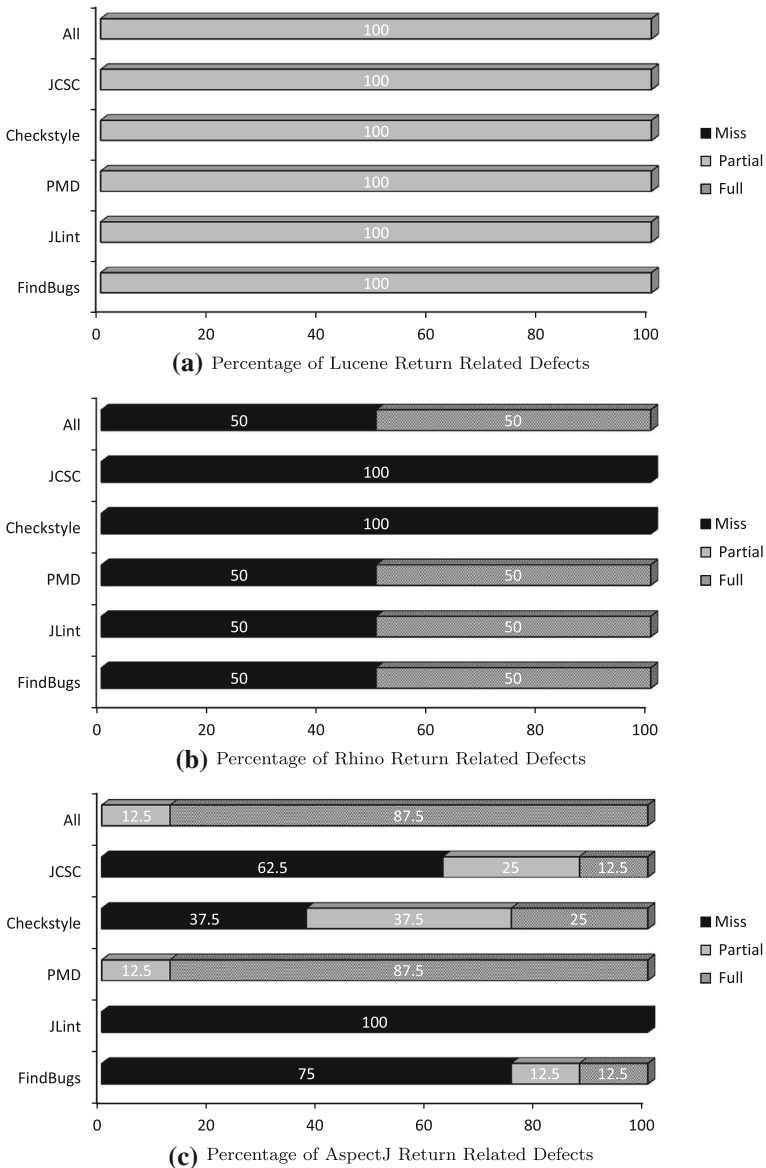 All 100
JCSC 100
Checkstyle 100
PMD 100
JLint 100
FindBugs 100
0 20 40 60 80 100
Miss
Partial
Full
(a) Percentage of Lucene Return Related Defects
All 50 50
JCSC 100
Checkstyle 100
PMD 50 50
JLint 50 50
FindBugs 50 50
0 20 40 60 80 100
Miss
Partial
Full
(b) Percentage of Rhino Return Related Defects
All 12.5 87.5
JCSC 62.5 25 12.5
Checkstyle 37.5 37.5 25
PMD 12.5 87.5
JLint 100
FindBugs 75 12.5 12.5
0 20 40 60 80 100
Miss
Partial
Full
(c) Percentage of AspectJ Return Related Defects